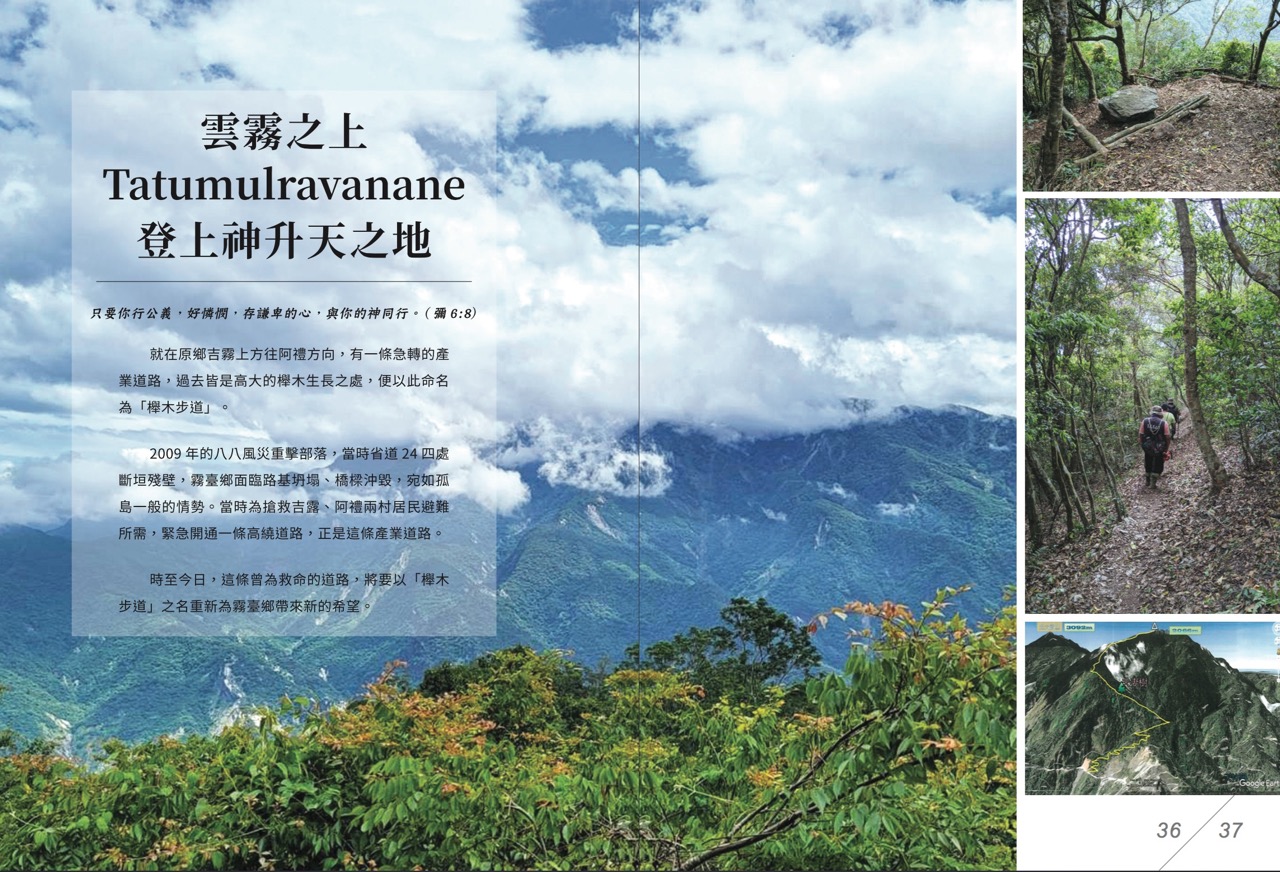 雲霧之上
Tatumulravanane
登上神升天之地
只要你行公義，好憐憫，存謙卑的心，與你的神同行。（彌 6:8）
就在原鄉吉露上方往阿禮方向，有一條急轉的產
業道路，過去皆是高大的櫸木生長之處，便以此命名
為「櫸木步道」。
2009 年的八八風災重擊部落，當時省道 24 四處
斷垣殘壁，霧臺鄉面臨路基坍塌、橋樑沖毀，宛如孤
島一般的情勢。當時為搶救吉露、阿禮兩村居民避難
所需，緊急開通一條高繞道路，正是這條產業道路。
時至今日，這條曾為救命的道路，將要以「櫸木
步道」之名重新為霧臺鄉帶來新的希望。
36
37